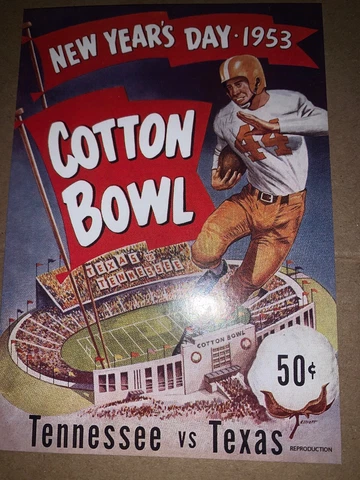 NEW YEAR'S DAY · 1953
COTTON
BOWL
TEXAS
TENNESSEE
44
COTTON BOWL
50¢
Tennessee vs Texas
REPRODUCTION